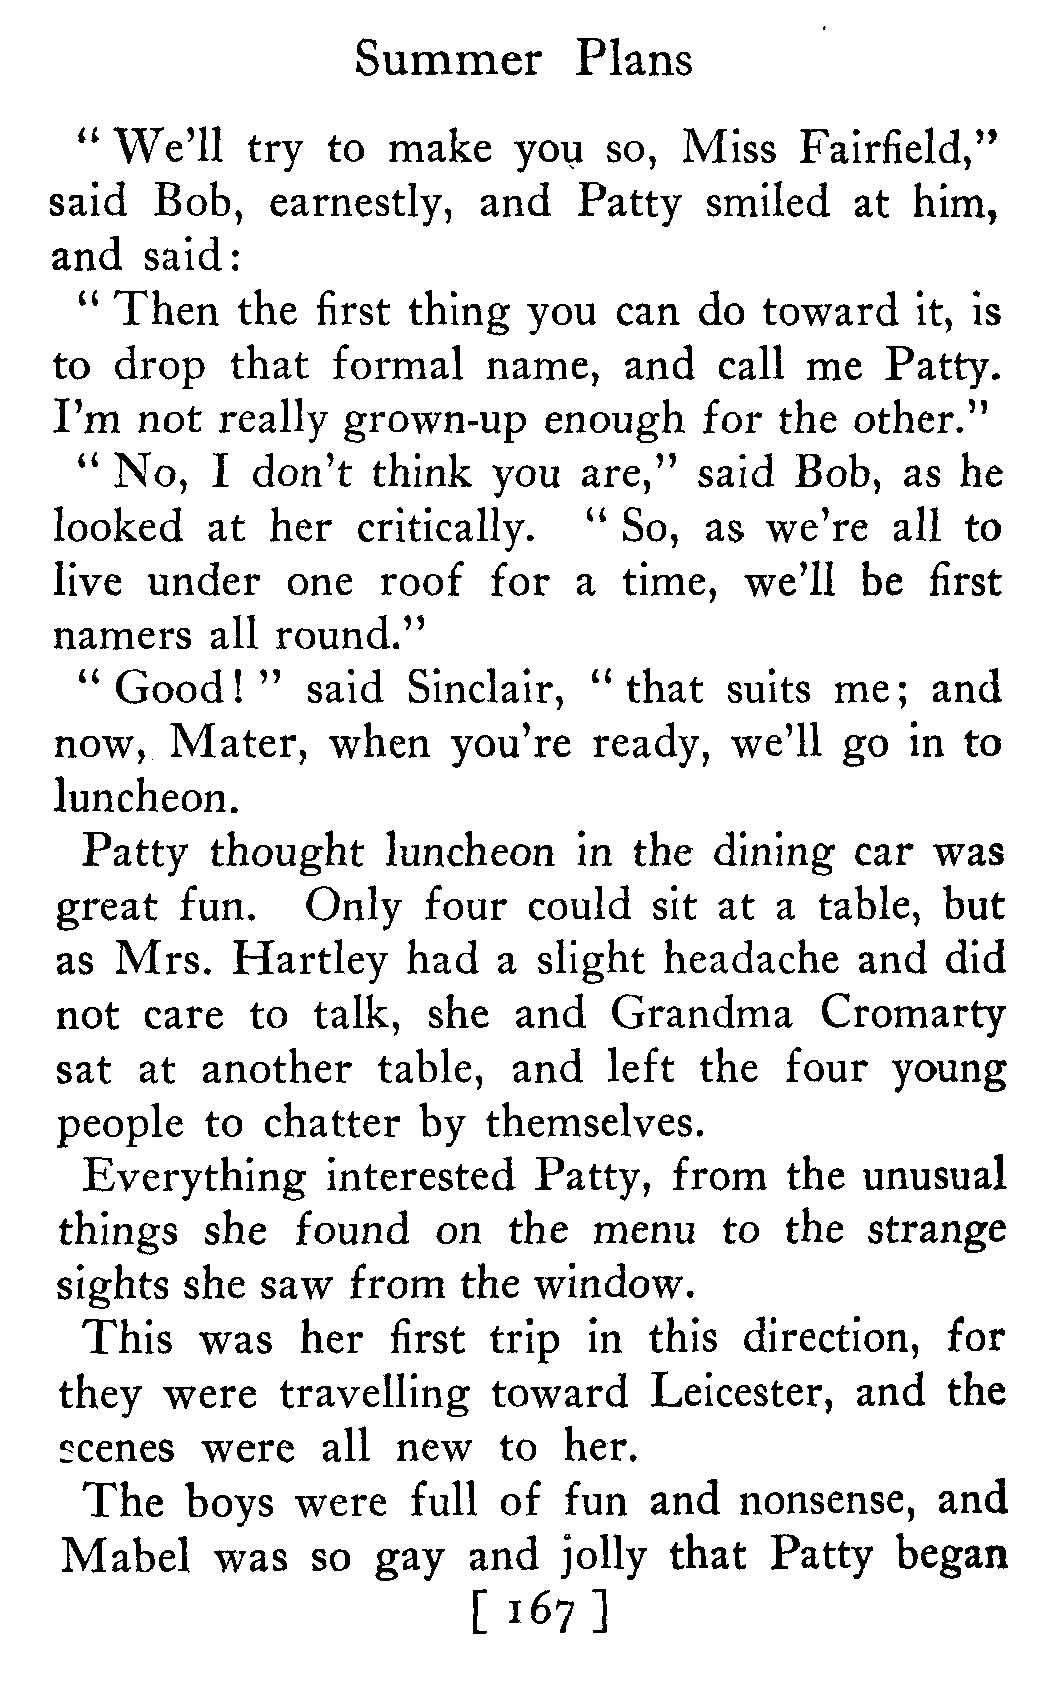 Summer Plans
“ We’ll try to make you so, Miss Fairfield,”
said Bob, earnestly, and Patty smiled at him,
and said:
“ Then the first thing you can do toward it, is
to drop that formal name, and call me Patty.
I’m not really grown-up enough for the other.”
“ No, I don’t think you are,” said Bob, as he
looked at her critically. “ So, as we’re all to
live under one roof for a time, we’ll be first
namers all round.”
“ Good! ” said Sinclair, “ that suits me; and
now, Mater, when you’re ready, we’ll go in to
luncheon.
Patty thought luncheon in the dining car was
great fun. Only four could sit at a table, but
as Mrs. Hartley had a slight headache and did
not care to talk, she and Grandma Cromarty
sat at another table, and left the four young
people to chatter by themselves.
Everything interested Patty, from the unusual
things she found on the menu to the strange
sights she saw from the window.
This was her first trip in this direction, for
they were travelling toward Leicester, and the
scenes were all new to her.
The boys were full of fun and nonsense, and
Mabel was so gay and jolly that Patty began
[ 167 ]